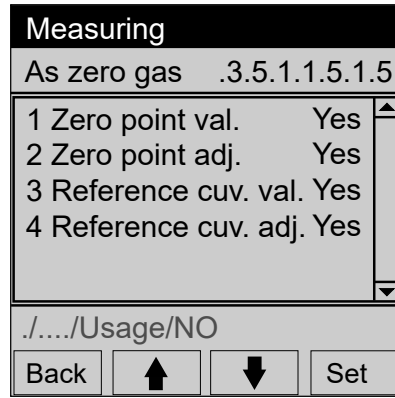 Measuring
As zero gas .3.5.1.1.5.1.5
1 Zero point val. Yes
2 Zero point adj. Yes
3 Reference cuv. val. Yes
4 Reference cuv. adj. Yes
./..../Usage/NO
Back Set